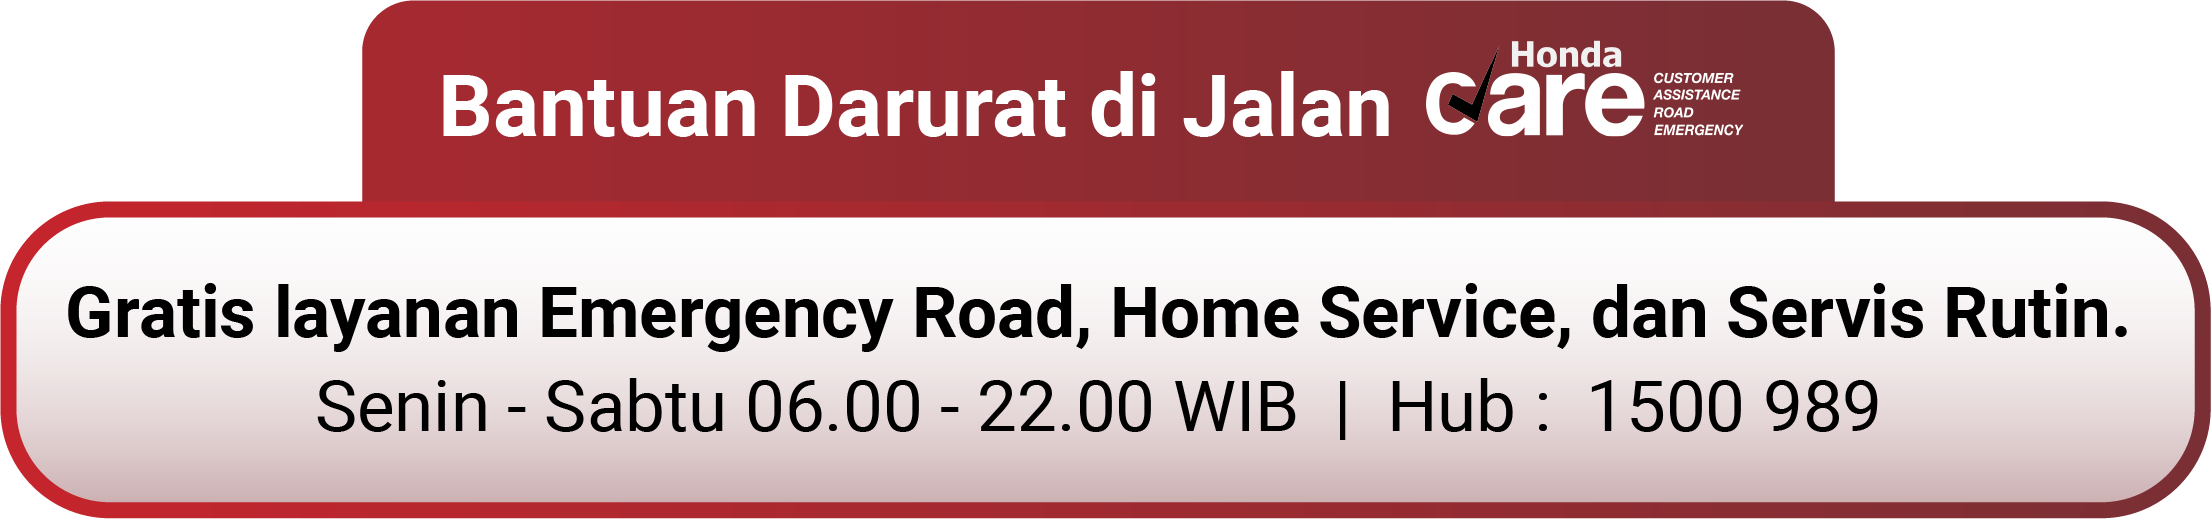 Bantuan Darurat di Jalan
Honda
care
CUSTOMER
ASSISTANCE
ROAD
EMERGENCY
Gratis layanan Emergency Road, Home Service, dan Servis Rutin.
Senin - Sabtu 06.00 - 22.00 WIB | Hub : 1500 989